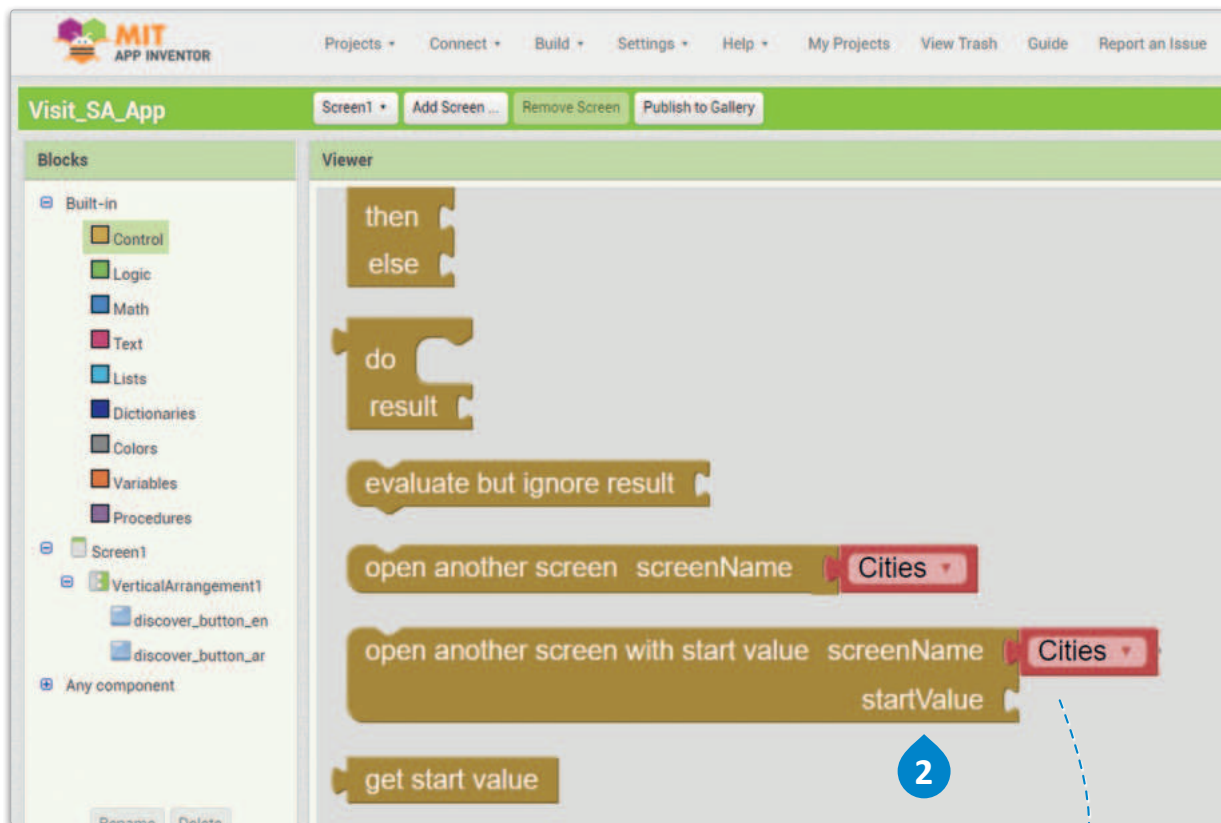 MIT
APP INVENTOR
Projects Connect Build Settings Help My Projects View Trash Guide Report an Issue
Visit_SA_App
Screen1 Add Screen ... Remove Screen Publish to Gallery
Blocks
Viewer
Built-in
Control
Logic
Math
Text
Lists
Dictionaries
Colors
Variables
Procedures
Screen1
VerticalArrangement1
discover_button_en
discover_button_ar
Any component
Rename Delete
then
else
do
result
evaluate but ignore result
open another screen screenName Cities
open another screen with start value screenName Cities
startValue
2
get start value